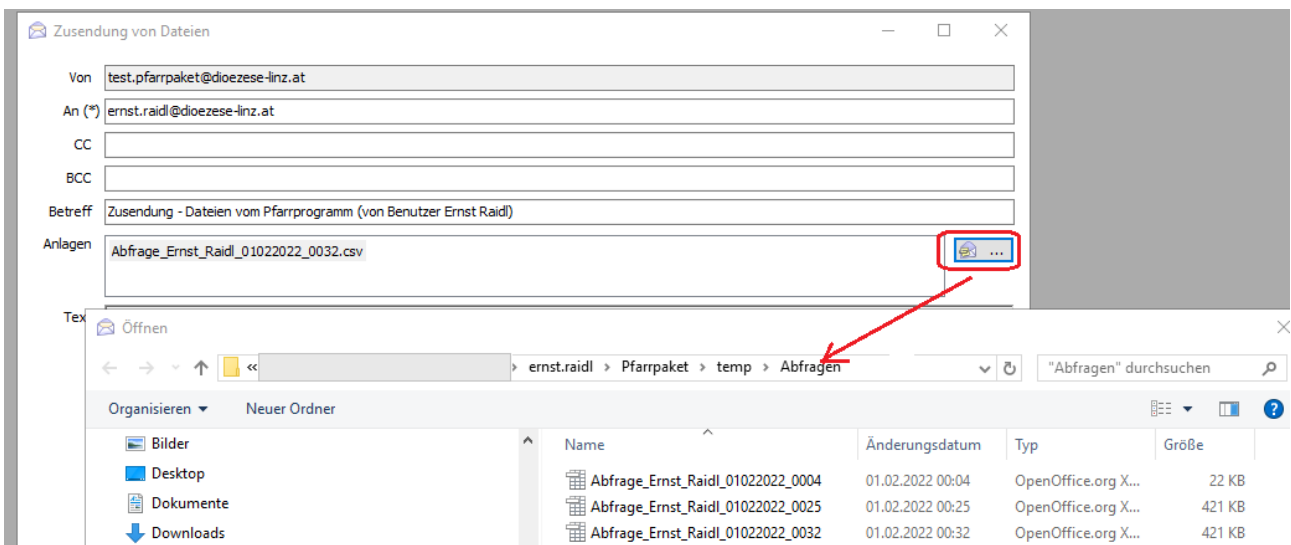 Zusendung von Dateien
Von test.pfarrpaket@dioezese-linz.at
An (*) ernst.raidl@dioezese-linz.at
CC
BCC
Betreff Zusendung - Dateien vom Pfarrprogramm (von Benutzer Ernst Raidl)
Anlagen Abfrage_Ernst_Raidl_01022022_0032.csv ...
Tex
Öffnen
« > ernst.raidl > Pfarrpaket > temp > Abfragen "Abfragen" durchsuchen
Organisieren Neuer Ordner ?
Bilder Name Änderungsdatum Typ Größe
Desktop Abfrage_Ernst_Raidl_01022022_0004 01.02.2022 00:04 OpenOffice.org X... 22 KB
Dokumente Abfrage_Ernst_Raidl_01022022_0025 01.02.2022 00:25 OpenOffice.org X... 421 KB
Downloads Abfrage_Ernst_Raidl_01022022_0032 01.02.2022 00:32 OpenOffice.org X... 421 KB